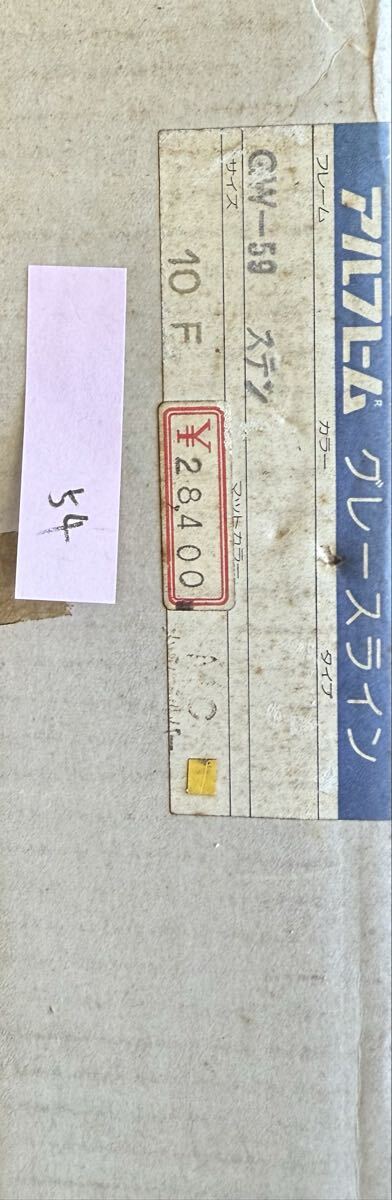 アルフレーム® グレースライン
フレーム カラー タイプ
GW-59 ステン
サイズ マットカラー
10 F
¥28,400
54